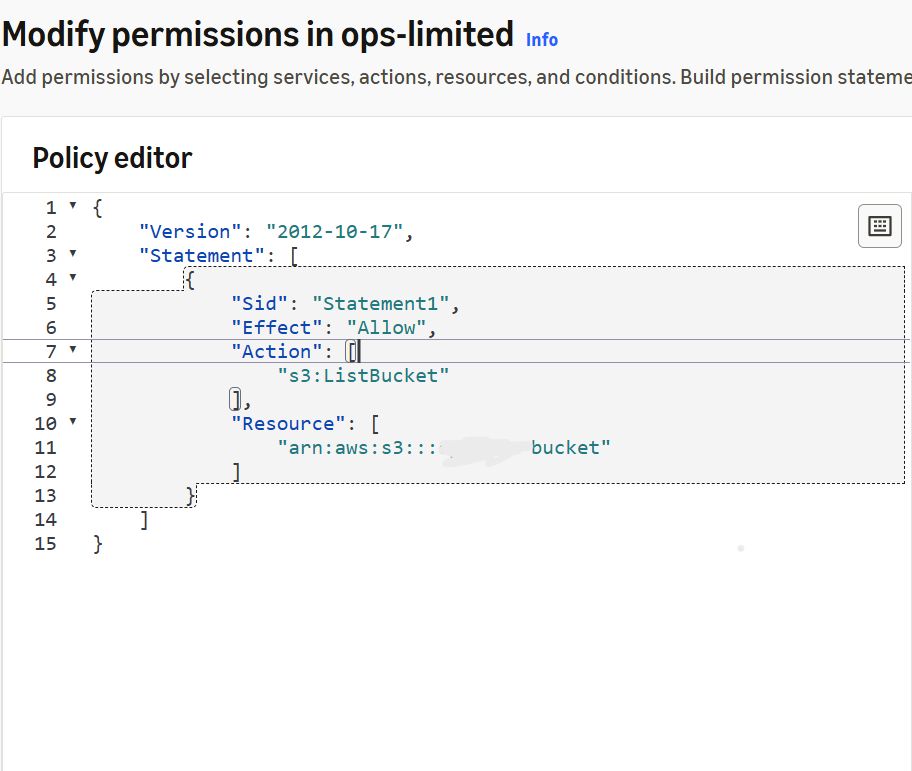 Modify permissions in ops-limited Info
Add permissions by selecting services, actions, resources, and conditions. Build permission stateme
Policy editor
1 {
2 "Version": "2012-10-17",
3 "Statement": [
4 {
5 "Sid": "Statement1",
6 "Effect": "Allow",
7 "Action": [
8 "s3:ListBucket"
9 ],
10 "Resource": [
11 "arn:aws:s3::: bucket"
12 ]
13 }
14 ]
15 }